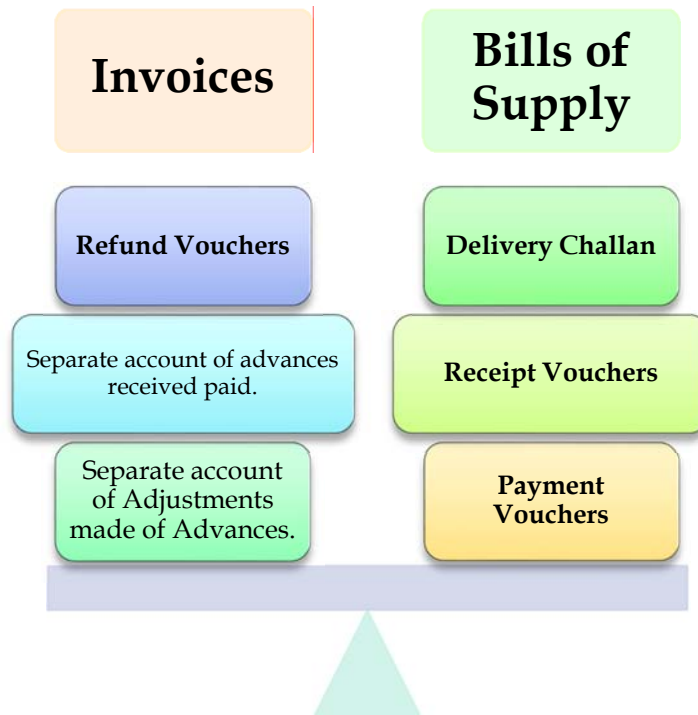 Invoices
Bills of
Supply
Refund Vouchers
Delivery Challan
Separate account of advances
received paid.
Receipt Vouchers
Separate account
of Adjustments
made of Advances.
Payment
Vouchers